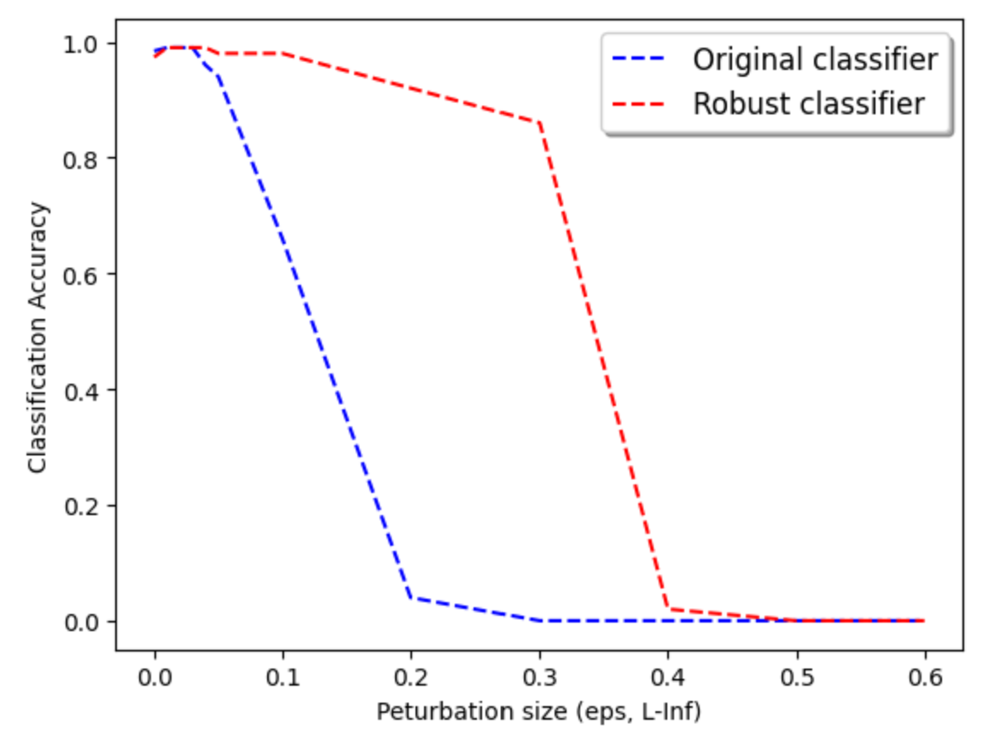 1.0
0.8
0.6
0.4
0.2
0.0
Classification Accuracy
Original classifier
Robust classifier
0.0 0.1 0.2 0.3 0.4 0.5 0.6
Peturbation size (eps, L-Inf)